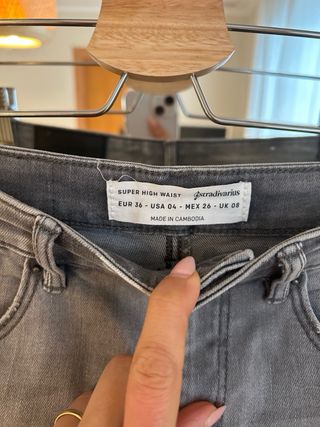 SUPER HIGH WAIST stradivarius
EUR 36 - USA 04 - MEX 26 - UK 08
MADE IN CAMBODIA